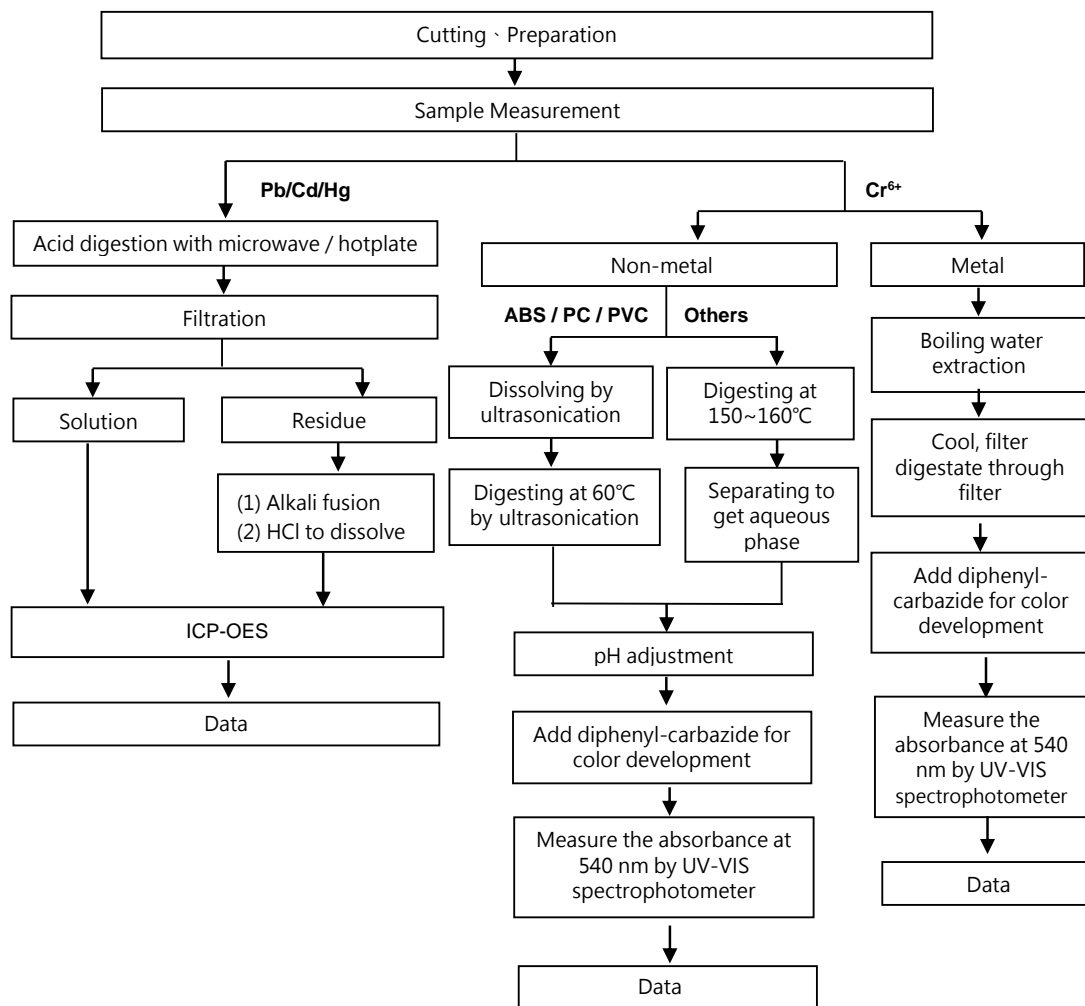 Cutting、Preparation
Sample Measurement
Pb/Cd/Hg
Acid digestion with microwave / hotplate
Filtration
Solution
Residue
(1) Alkali fusion
(2) HCl to dissolve
ICP-OES
Data
Cr⁶⁺
Non-metal
ABS / PC / PVC
Others
Dissolving by
ultrasonication
Digesting at 60℃
by ultrasonication
Digesting at
150~160℃
Separating to
get aqueous
phase
pH adjustment
Add diphenyl-carbazide for
color development
Measure the absorbance at
540 nm by UV-VIS
spectrophotometer
Data
Metal
Boiling water
extraction
Cool, filter
digestate through
filter
Add diphenyl-
carbazide for color
development
Measure the
absorbance at 540
nm by UV-VIS
spectrophotometer
Data